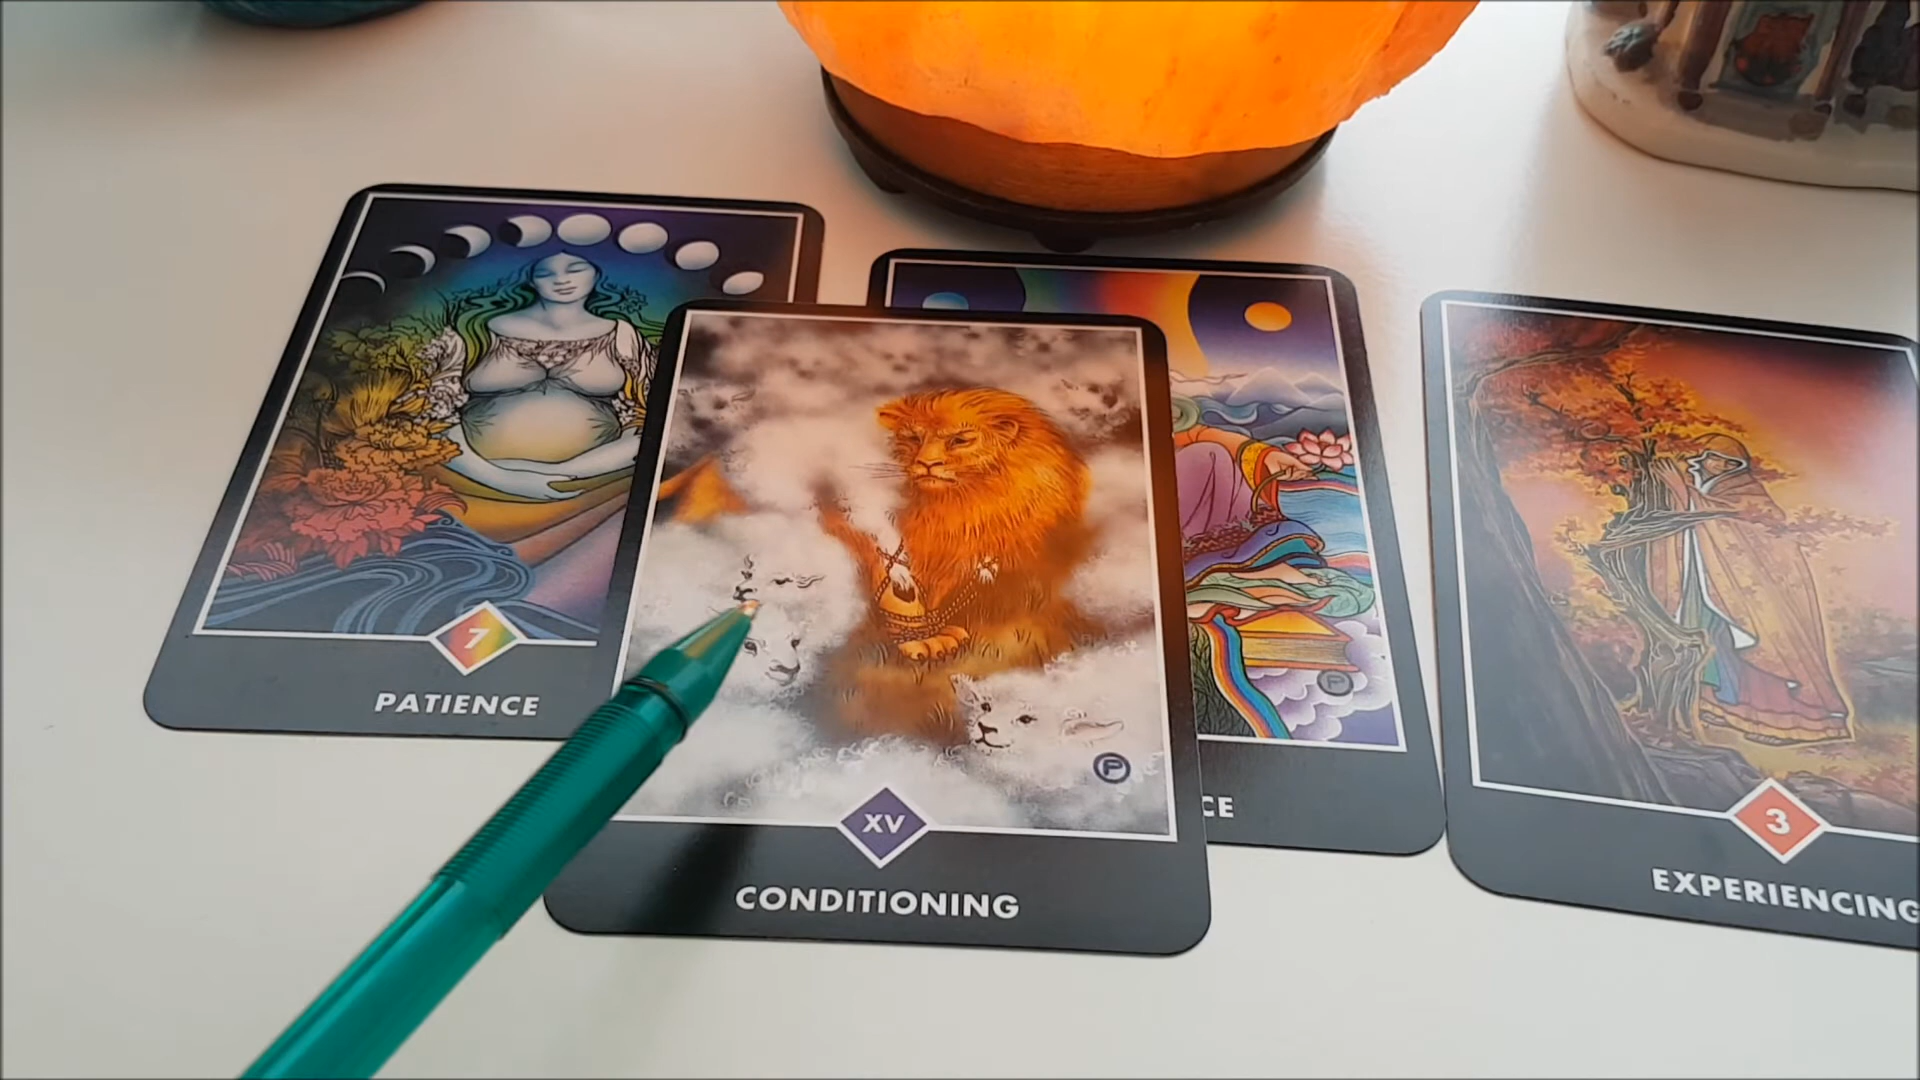 7
PATIENCE
XV
CONDITIONING
P
CE
P
3
EXPERIENCING